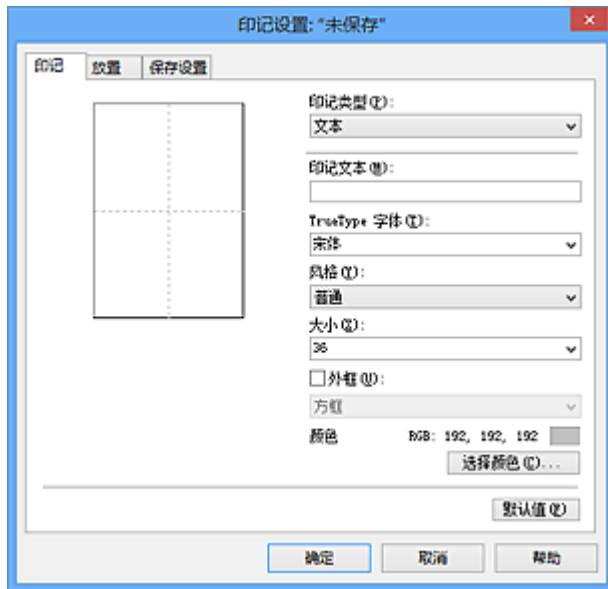 印记设置: "未保存"
印记 放置 保存设置
印记类型(P):
文本
印记文本(M):
TrueType 字体(T):
宋体
风格(Y):
普通
大小(Z):
36
外框(U):
方框
颜色 RGB: 192, 192, 192
选择颜色(C)...
默认值
确定 取消 帮助